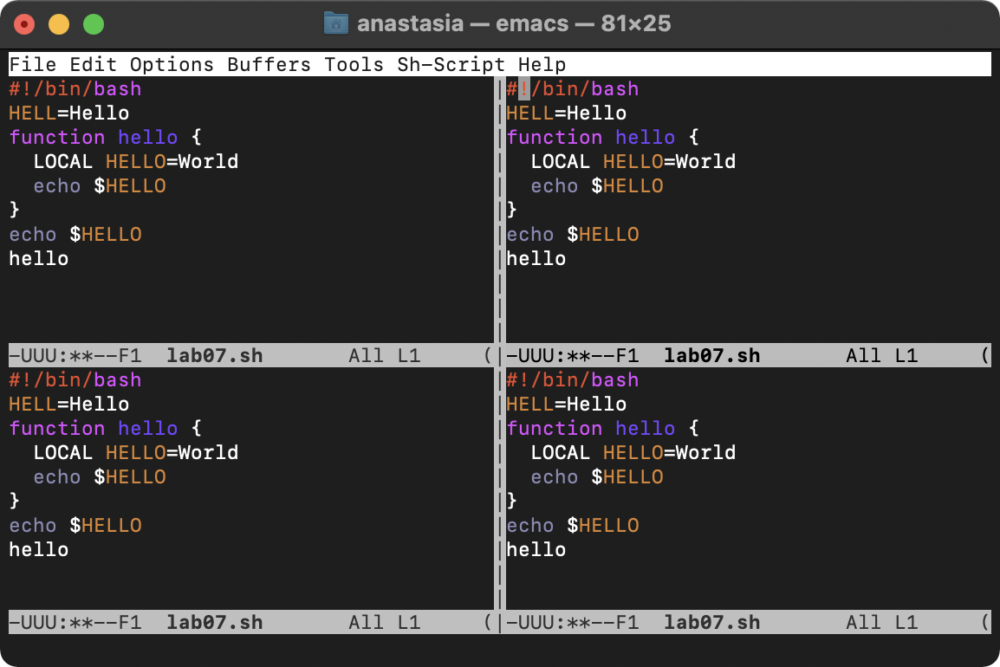 anastasia — emacs — 81×25
File Edit Options Buffers Tools Sh-Script Help
#!/bin/bash
HELL=Hello
function hello {
  LOCAL HELLO=World
  echo $HELLO
}
echo $HELLO
hello
-UUU:**--F1  lab07.sh       All L1     (
#!/bin/bash
HELL=Hello
function hello {
  LOCAL HELLO=World
  echo $HELLO
}
echo $HELLO
hello
-UUU:**--F1  lab07.sh       All L1     (
#!/bin/bash
HELL=Hello
function hello {
  LOCAL HELLO=World
  echo $HELLO
}
echo $HELLO
hello
-UUU:**--F1  lab07.sh       All L1     (
#!/bin/bash
HELL=Hello
function hello {
  LOCAL HELLO=World
  echo $HELLO
}
echo $HELLO
hello
-UUU:**--F1  lab07.sh       All L1     (